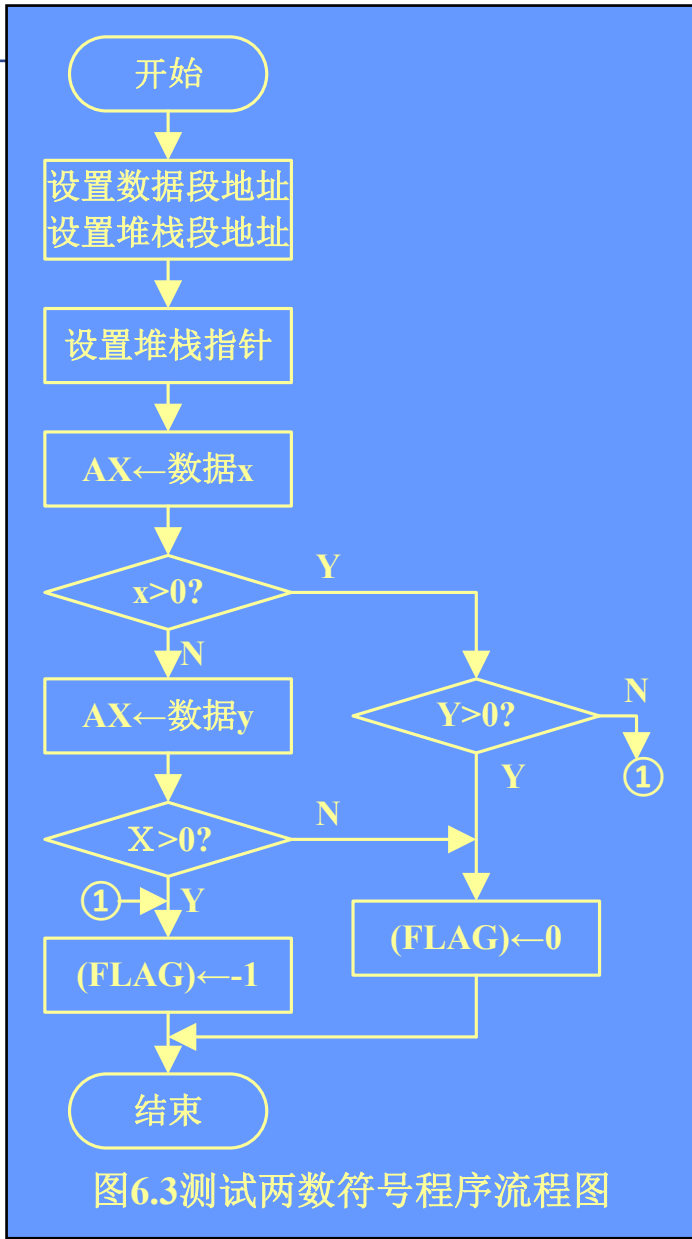 开始
设置数据段地址
设置堆栈段地址
设置堆栈指针
AX←数据x
x>0?
Y
N
AX←数据y
Y>0?
N
①
Y
X>0?
N
①
Y
(FLAG)←0
(FLAG)←-1
结束
图6.3测试两数符号程序流程图